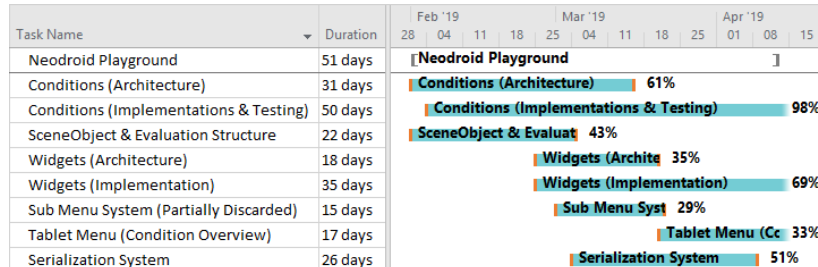 Feb '19 Mar '19 Apr '19
Task Name Duration 28 04 11 18 25 04 11 18 25 01 08 15
Neodroid Playground 51 days Neodroid Playground
Conditions (Architecture) 31 days Conditions (Architecture) 61%
Conditions (Implementations & Testing) 50 days Conditions (Implementations & Testing) 98%
SceneObject & Evaluation Structure 22 days SceneObject & Evaluat 43%
Widgets (Architecture) 18 days Widgets (Archite 35%
Widgets (Implementation) 35 days Widgets (Implementation) 69%
Sub Menu System (Partially Discarded) 15 days Sub Menu Syst 29%
Tablet Menu (Condition Overview) 17 days Tablet Menu (Cc 33%
Serialization System 26 days Serialization System 51%